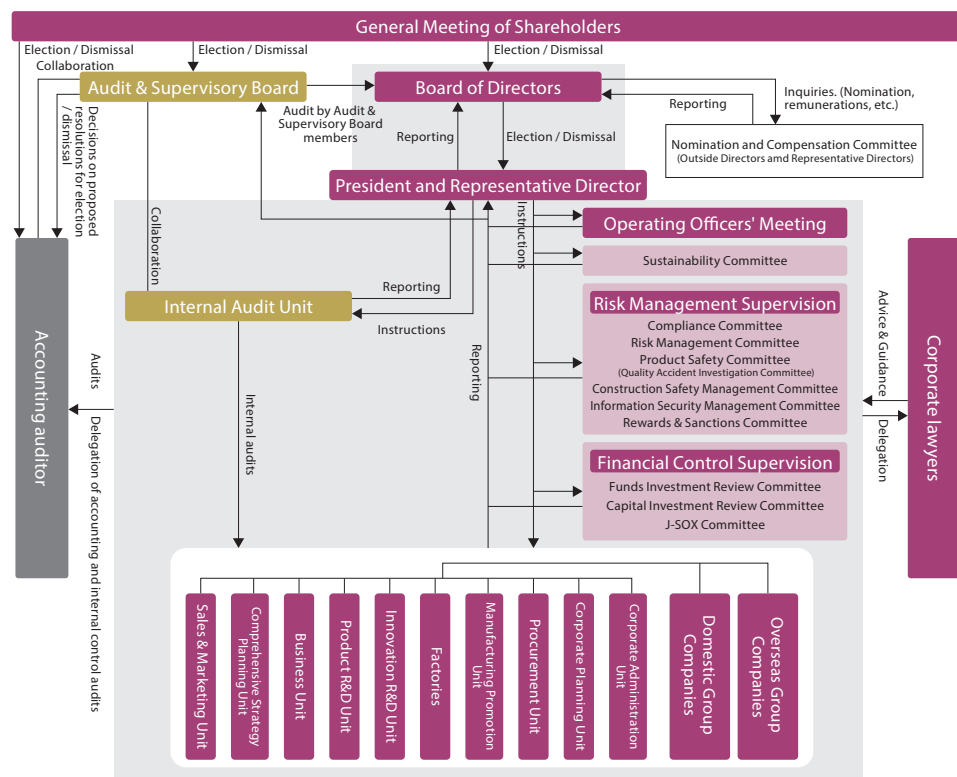 General Meeting of Shareholders
Election / Dismissal
Collaboration
Election / Dismissal
Election / Dismissal
Audit & Supervisory Board
Board of Directors
Inquiries. (Nomination,
remunerations, etc.)
Reporting
Audit by Audit &
Supervisory Board
members
Decisions on proposed
resolutions for election
/ dismissal
Reporting
Election / Dismissal
Nomination and Compensation Committee
(Outside Directors and Representative Directors)
President and Representative Director
Collaboration
Instructions
Operating Officers' Meeting
Sustainability Committee
Reporting
Internal Audit Unit
Instructions
Risk Management Supervision
Compliance Committee
Risk Management Committee
Product Safety Committee
(Quality Accident Investigation Committee)
Construction Safety Management Committee
Information Security Management Committee
Rewards & Sanctions Committee
Reporting
Internal audits
Accounting auditor
Audits
Delegation of accounting and internal control audits
Advice & Guidance
Delegation
Corporate lawyers
Financial Control Supervision
Funds Investment Review Committee
Capital Investment Review Committee
J-SOX Committee
Sales & Marketing Unit
Comprehensive Strategy
Planning Unit
Business Unit
Product R&D Unit
Innovation R&D Unit
Factories
Manufacturing Promotion
Unit
Procurement Unit
Corporate Planning Unit
Corporate Administration
Unit
Domestic Group
Companies
Overseas Group
Companies